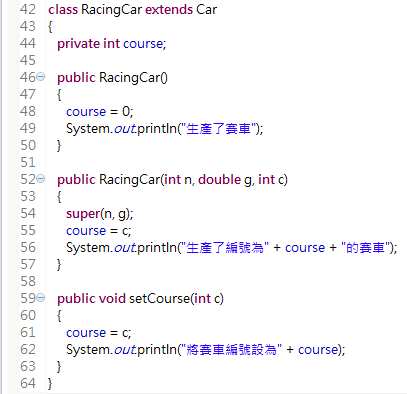 42 class RacingCar extends Car
43 {
44   private int course;
45
46   public RacingCar()
47   {
48     course = 0;
49     System.out.println("生產了賽車");
50   }
51
52   public RacingCar(int n, double g, int c)
53   {
54     super(n, g);
55     course = c;
56     System.out.println("生產了編號為" + course + "的賽車");
57   }
58
59   public void setCourse(int c)
60   {
61     course = c;
62     System.out.println("將賽車編號設為" + course);
63   }
64 }